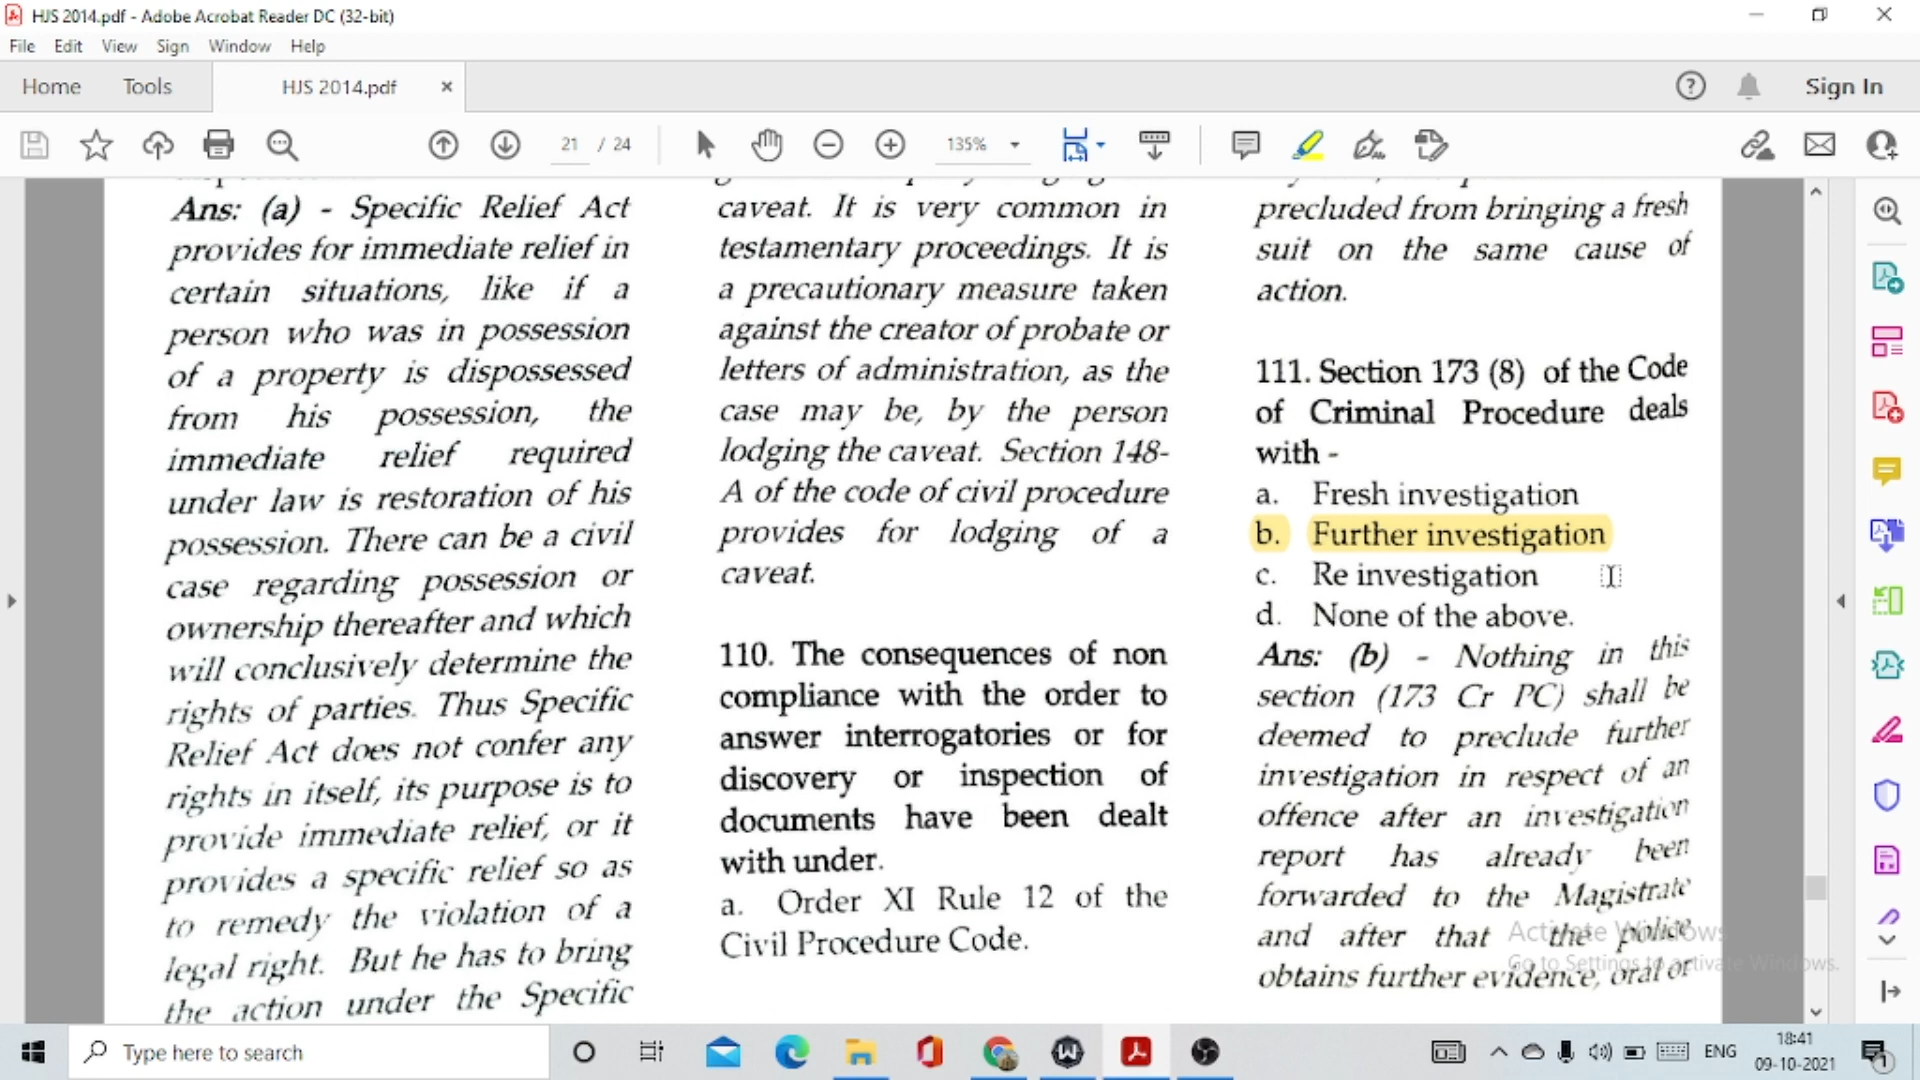 HJS 2014.pdf - Adobe Acrobat Reader DC (32-bit)
File Edit View Sign Window Help
Home Tools HJS 2014.pdf × Sign In
21 / 24 135%
Ans: (a) - Specific Relief Act
provides for immediate relief in
certain situations, like if a
person who was in possession
of a property is dispossessed
from his possession, the
immediate relief required
under law is restoration of his
possession. There can be a civil
case regarding possession or
ownership thereafter and which
will conclusively determine the
rights of parties. Thus Specific
Relief Act does not confer any
rights in itself, its purpose is to
provide immediate relief, or it
provides a specific relief so as
to remedy the violation of a
legal right. But he has to bring
the action under the Specific
caveat. It is very common in
testamentary proceedings. It is
a precautionary measure taken
against the creator of probate or
letters of administration, as the
case may be, by the person
lodging the caveat. Section 148-
A of the code of civil procedure
provides for lodging of a
caveat.
110. The consequences of non
compliance with the order to
answer interrogatories or for
discovery or inspection of
documents have been dealt
with under.
a. Order XI Rule 12 of the
Civil Procedure Code.
precluded from bringing a fresh
suit on the same cause of
action.
111. Section 173 (8) of the Code
of Criminal Procedure deals
with -
a. Fresh investigation
b. Further investigation
c. Re investigation
d. None of the above.
Ans: (b) - Nothing in this
section (173 Cr PC) shall be
deemed to preclude further
investigation in respect of an
offence after an investigation
report has already been
forwarded to the Magistrate
and after that the police
obtains further evidence, oral or
Activate Windows
Go to Settings to activate Windows.
Type here to search
ENG
18:41
09-10-2021
1